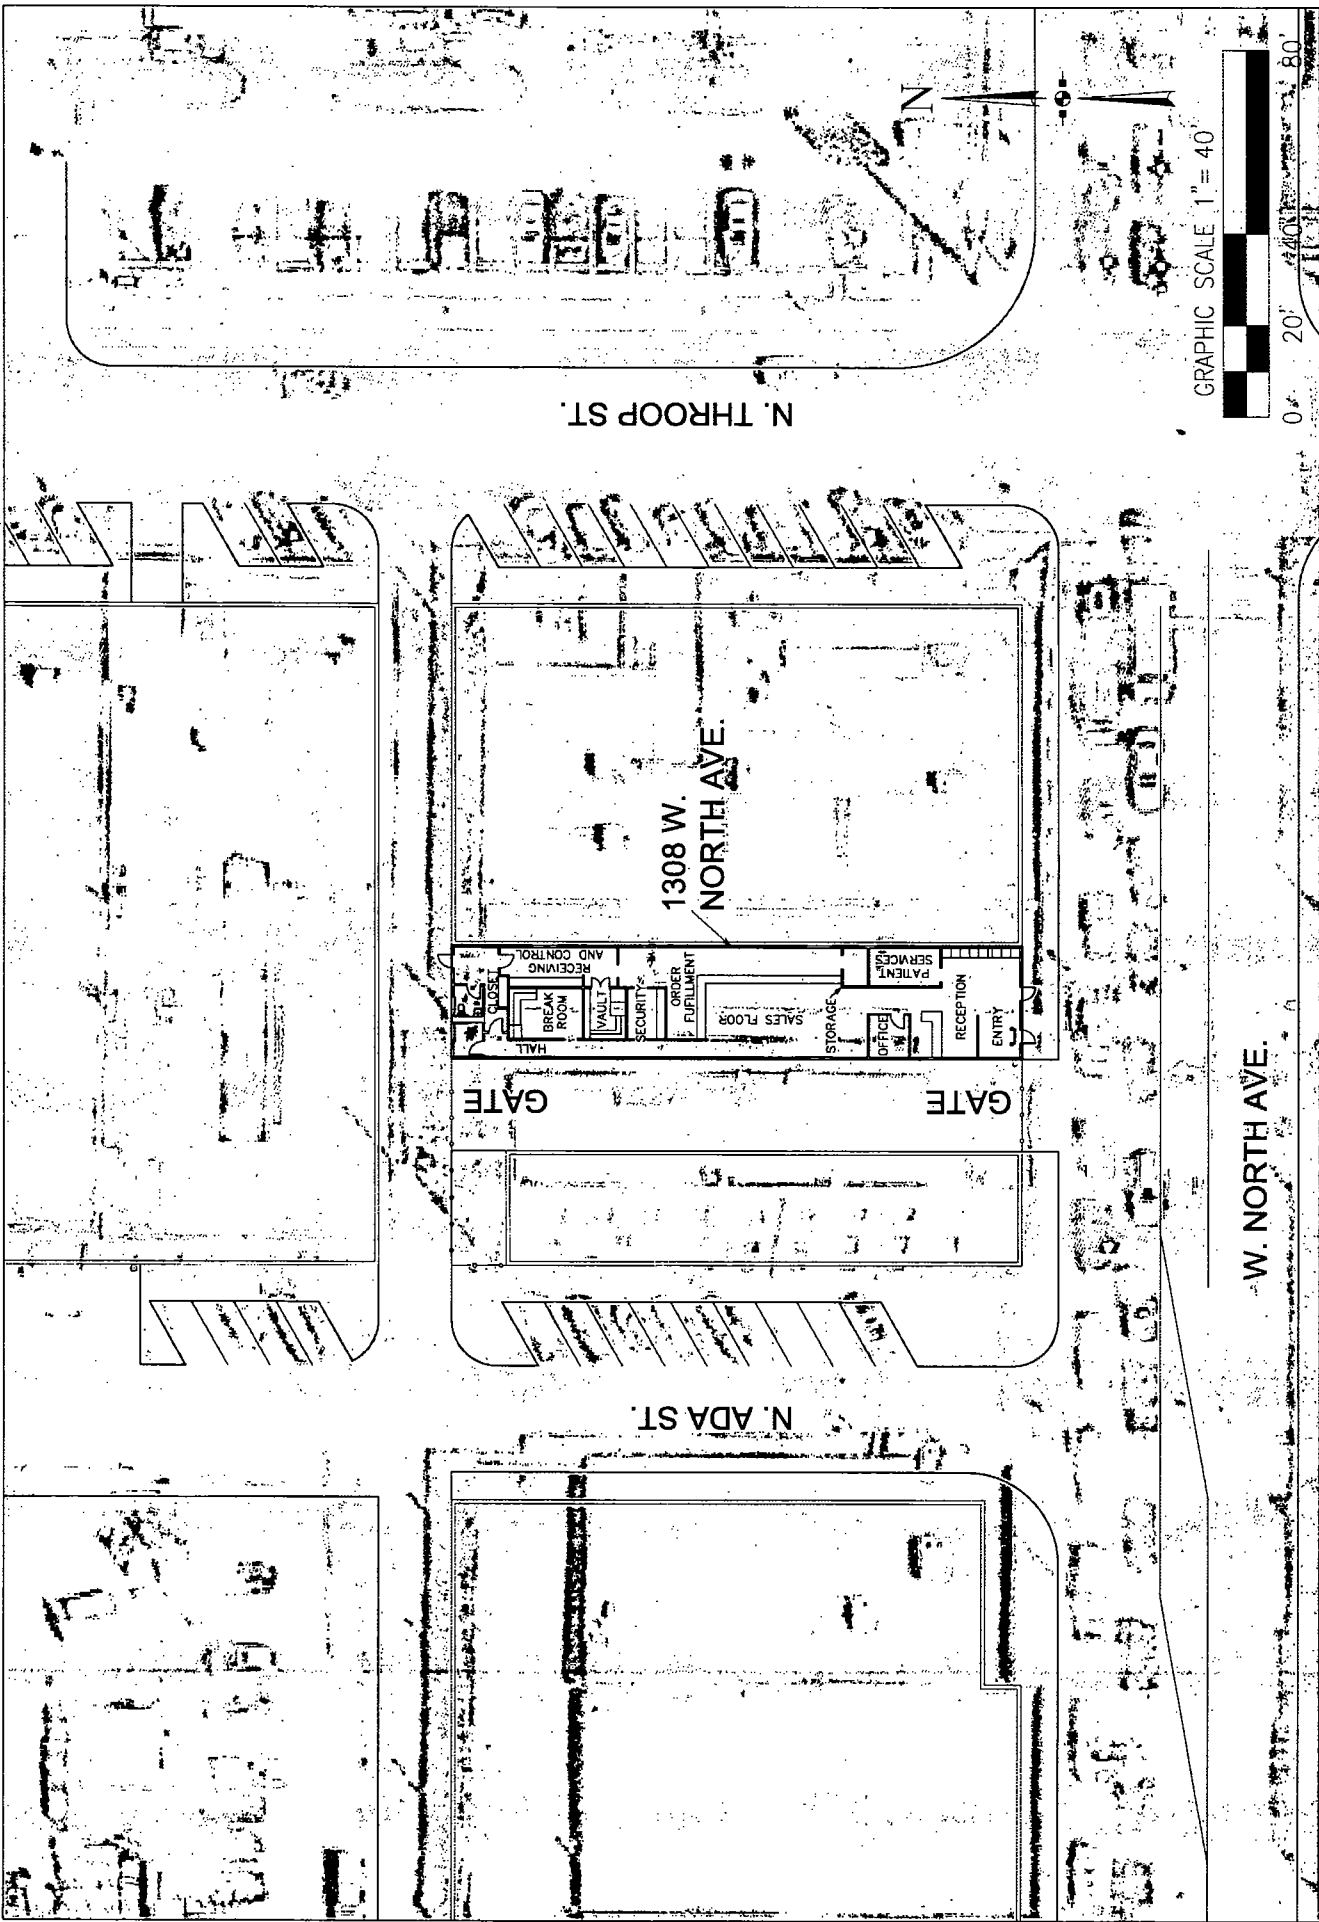 N. THROOP ST.
N
GRAPHIC SCALE 1"= 40'
0 20' 40' 80'
1308 W.
NORTH AVE.
RECEIVING
AND CONTROL
CLOSET
BREAK
ROOM
VAULT
SECURITY
ORDER
FUFILLMENT
SALES FLOOR
STORAGE
PATIENT
SERVICES
OFFICE
RECEPTION
ENTRY
HALL
GATE
GATE
N. ADA ST.
W. NORTH AVE.